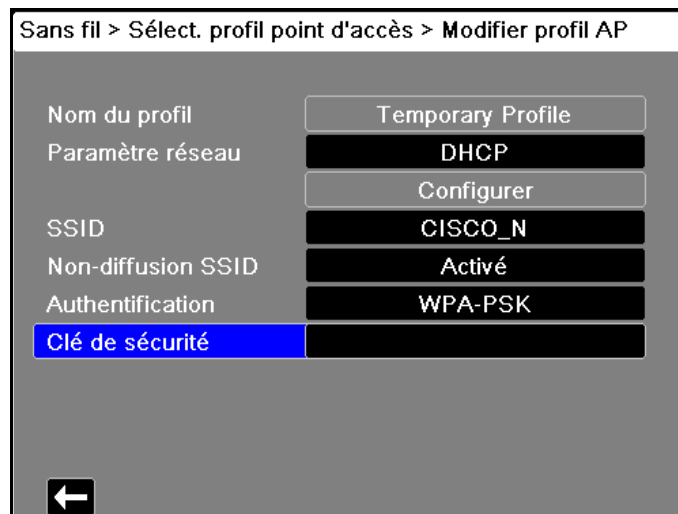 Sans fil > Sélect. profil point d'accès > Modifier profil AP
Nom du profil Temporary Profile
Paramètre réseau DHCP
Configurer
SSID CISCO_N
Non-diffusion SSID Activé
Authentification WPA-PSK
Clé de sécurité